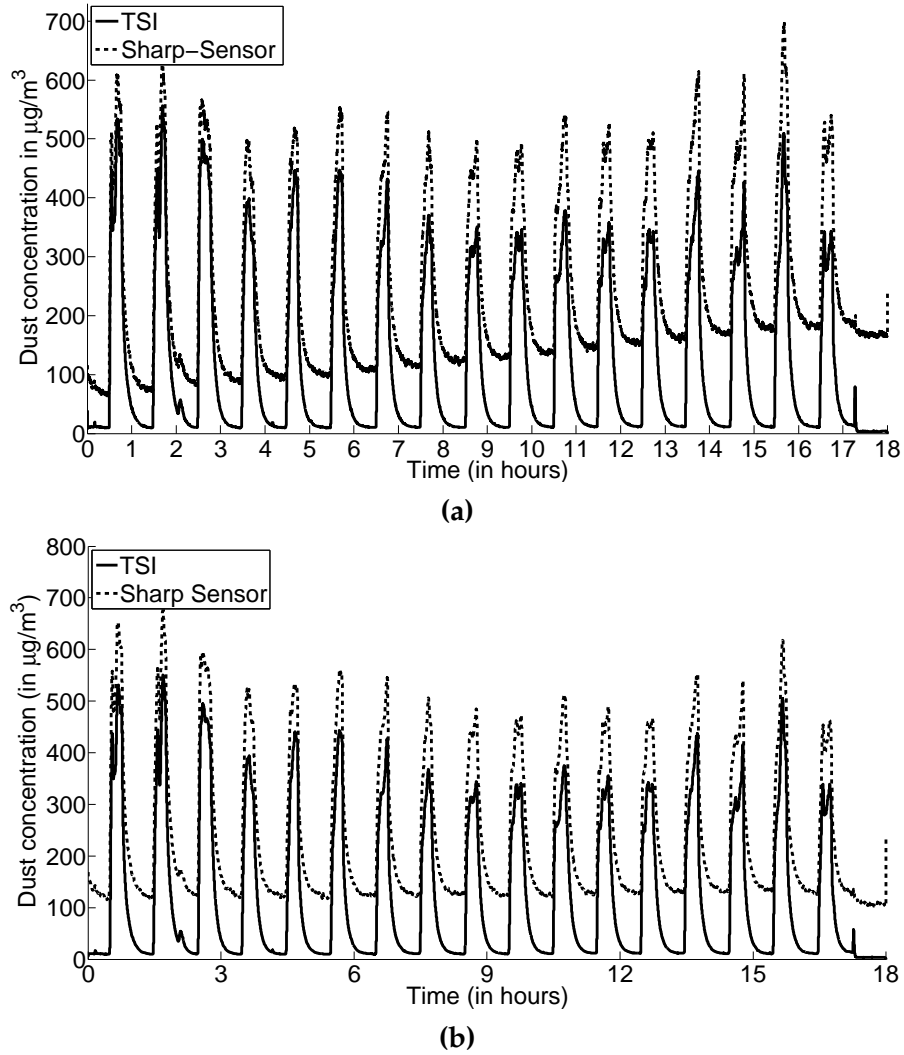 TSI
Sharp−Sensor
Dust concentration in μg/m³
700
600
500
400
300
200
100
0
0 1 2 3 4 5 6 7 8 9 10 11 12 13 14 15 16 17 18
Time (in hours)
(a)
TSI
Sharp Sensor
Dust concentration (in μg/m³)
800
700
600
500
400
300
200
100
0
0 3 6 9 12 15 18
Time (in hours)
(b)